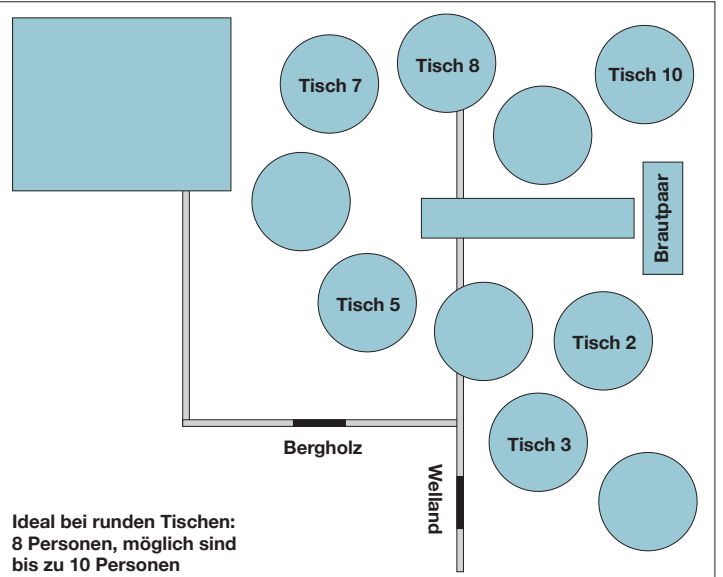 Tisch 7
Tisch 8
Tisch 10
Brautpaar
Tisch 5
Tisch 2
Tisch 3
Bergholz
Welland
Ideal bei runden Tischen:
8 Personen, möglich sind
bis zu 10 Personen